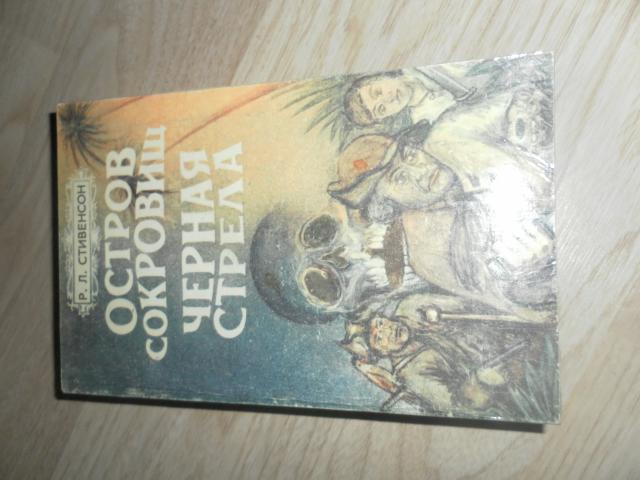 Р. Л. СТИВЕНСОН
ОСТРОВ
СОКРОВИЩ
ЧЕРНАЯ
СТРЕЛА